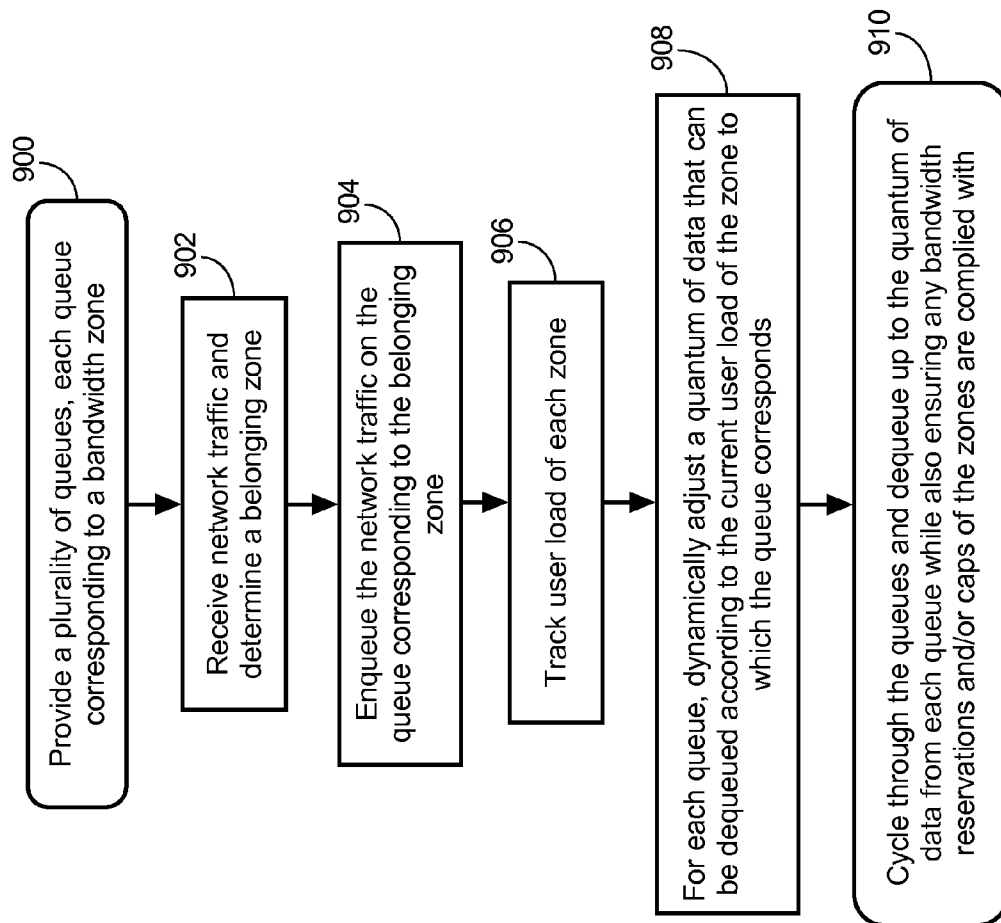 900
Provide a plurality of queues, each queue
corresponding to a bandwidth zone
902
Receive network traffic and
determine a belonging zone
904
Enqueue the network traffic on the
queue corresponding to the belonging
zone
906
Track user load of each zone
908
For each queue, dynamically adjust a quantum of data that can
be dequeued according to the current user load of the zone to
which the queue corresponds
910
Cycle through the queues and dequeue up to the quantum of
data from each queue while also ensuring any bandwidth
reservations and/or caps of the zones are complied with